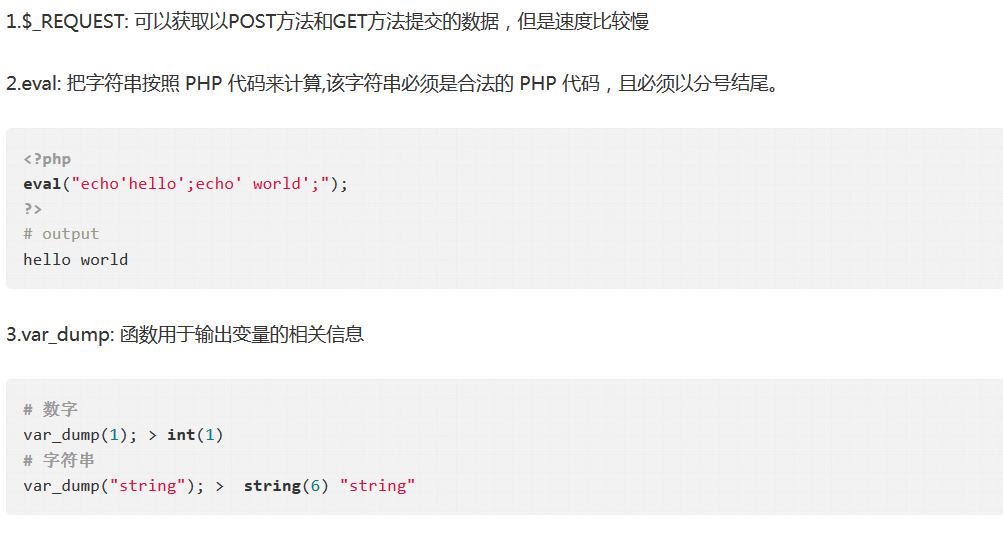 1.$_REQUEST: 可以获取以POST方法和GET方法提交的数据，但是速度比较慢
2.eval: 把字符串按照 PHP 代码来计算,该字符串必须是合法的 PHP 代码，且必须以分号结尾。
<?php
eval("echo'hello';echo' world';");
?>
# output
hello world
3.var_dump: 函数用于输出变量的相关信息
# 数字
var_dump(1); > int(1)
# 字符串
var_dump("string"); >  string(6) "string"